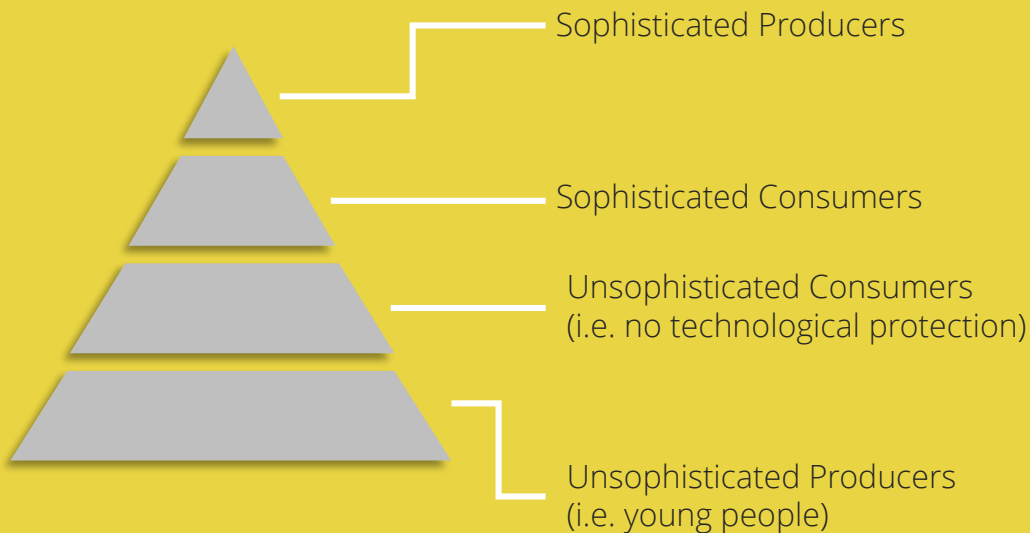 Sophisticated Producers
Sophisticated Consumers
Unsophisticated Consumers
(i.e. no technological protection)
Unsophisticated Producers
(i.e. young people)